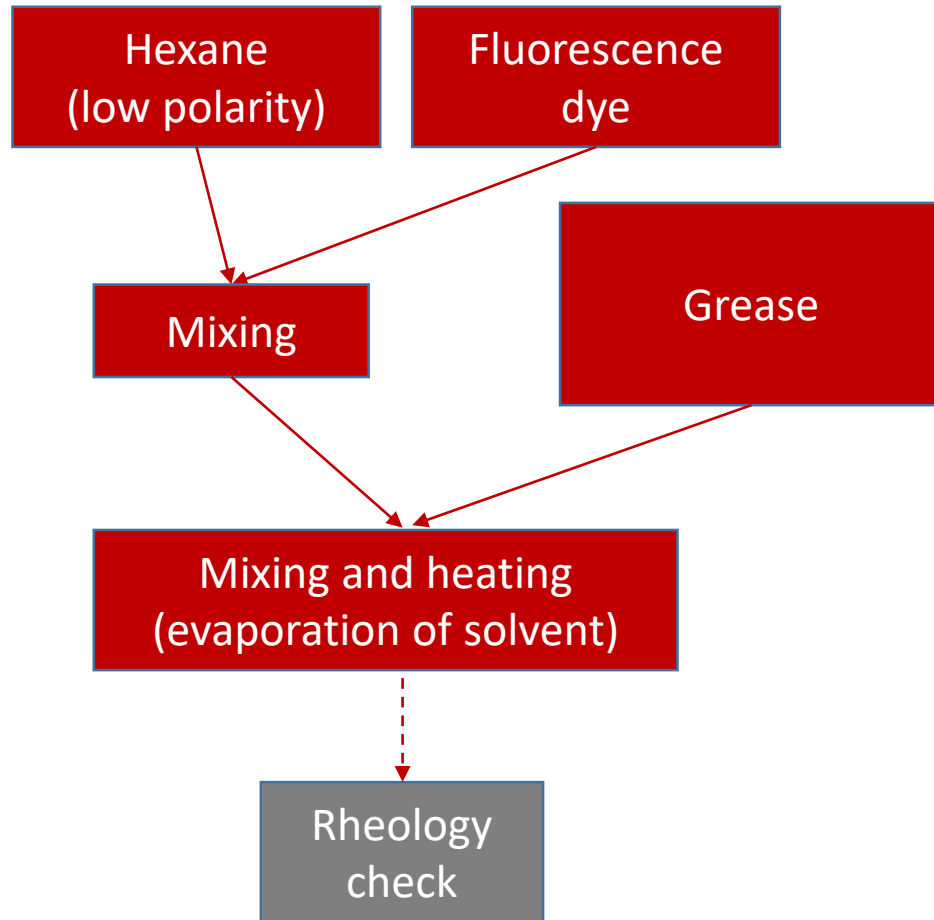 Hexane
(low polarity)
Fluorescence
dye
Grease
Mixing
Mixing and heating
(evaporation of solvent)
Rheology
check